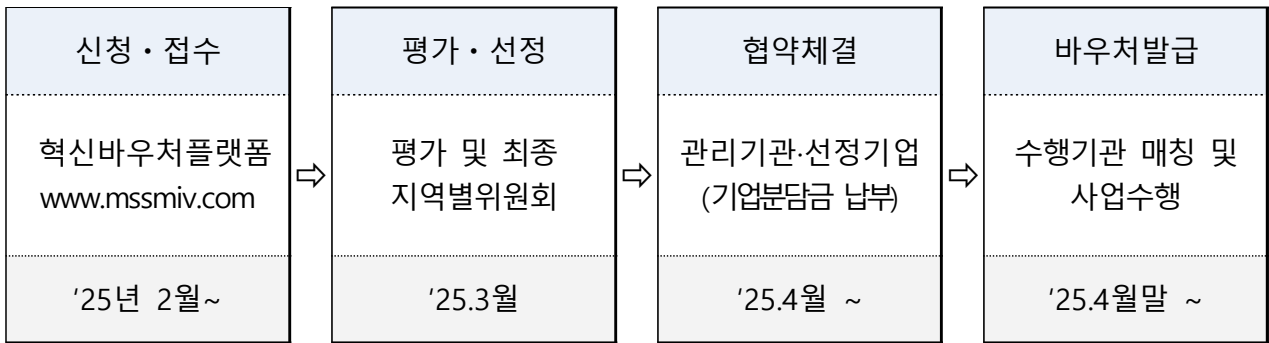 신청・접수
혁신바우처플랫폼
www.mssmiv.com
'25년 2월~
⇨
평가・선정
평가 및 최종
지역별위원회
'25.3월
⇨
협약체결
관리기관·선정기업
(기업분담금 납부)
'25.4월 ~
⇨
바우처발급
수행기관 매칭 및
사업수행
'25.4월말 ~